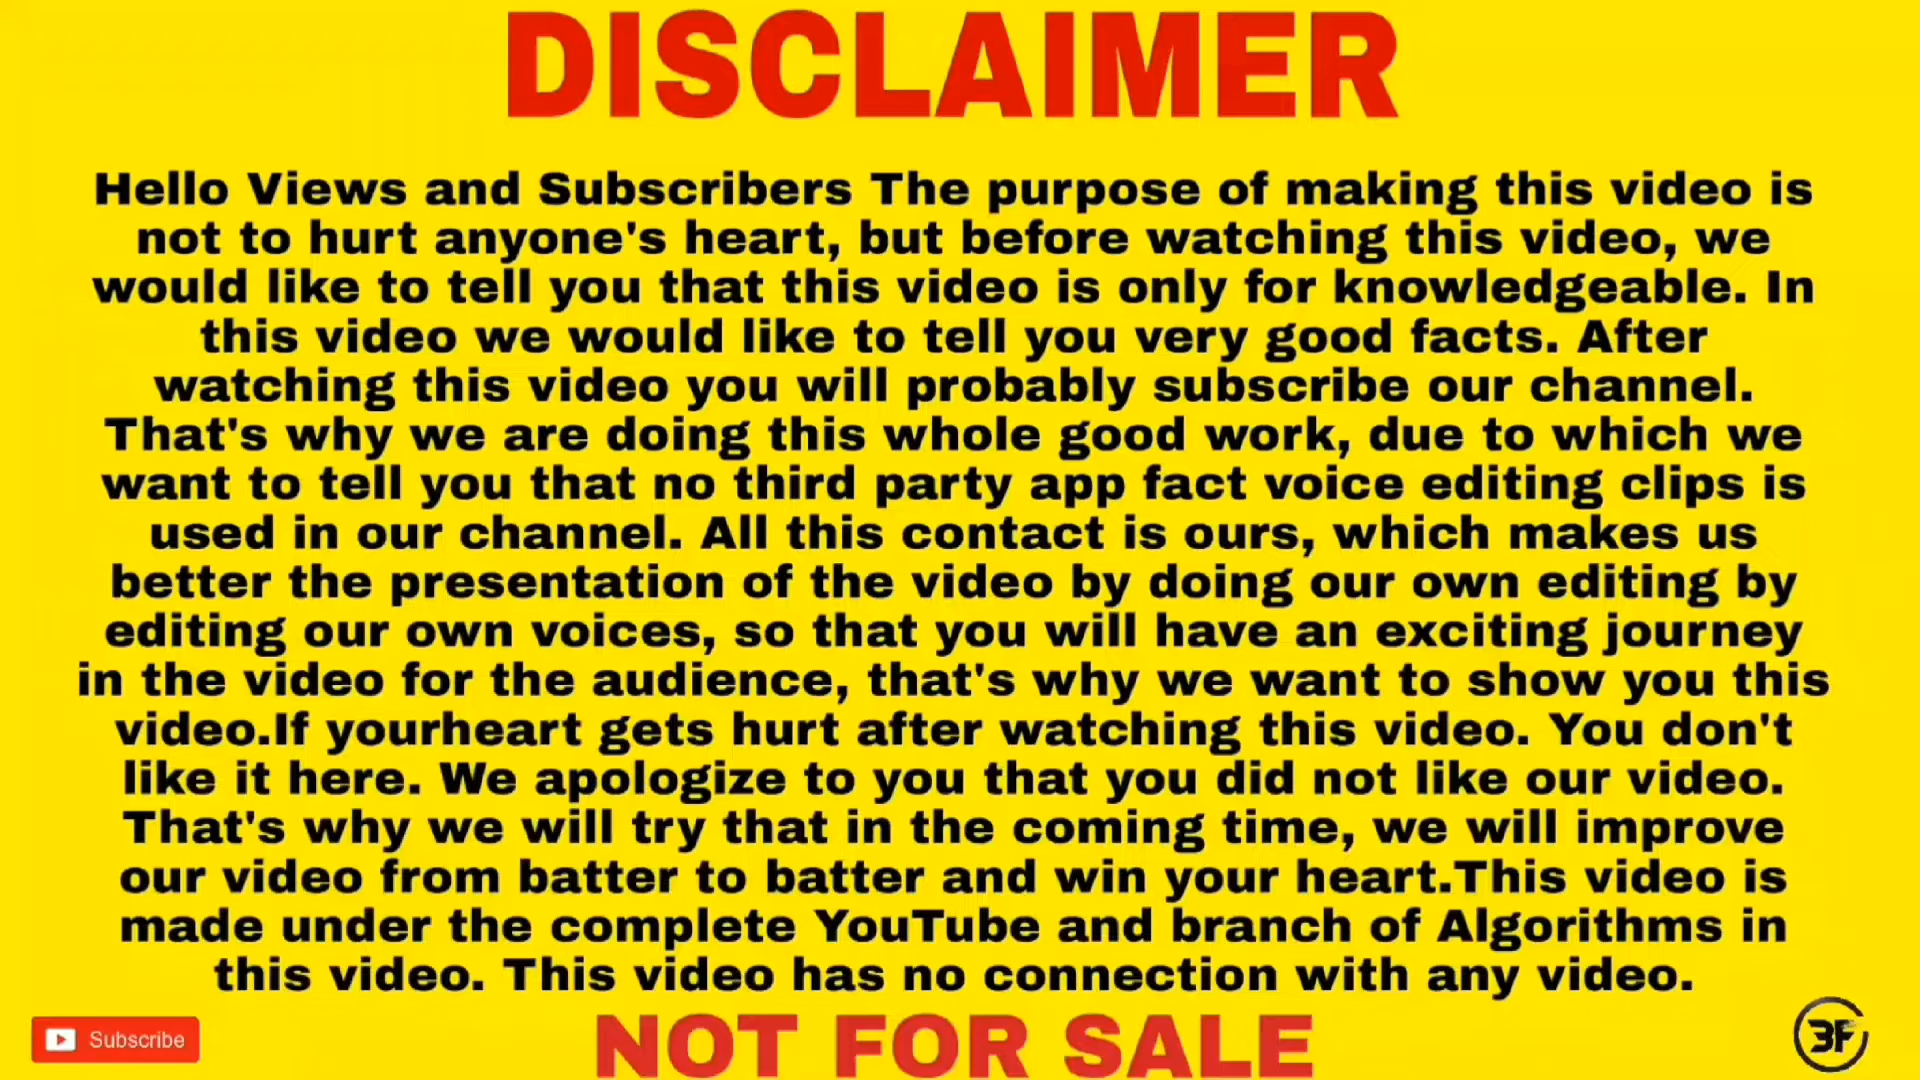 DISCLAIMER
Hello Views and Subscribers The purpose of making this video is
not to hurt anyone's heart, but before watching this video, we
would like to tell you that this video is only for knowledgeable. In
this video we would like to tell you very good facts. After
watching this video you will probably subscribe our channel.
That's why we are doing this whole good work, due to which we
want to tell you that no third party app fact voice editing clips is
used in our channel. All this contact is ours, which makes us
better the presentation of the video by doing our own editing by
editing our own voices, so that you will have an exciting journey
in the video for the audience, that's why we want to show you this
video.If yourheart gets hurt after watching this video. You don't
like it here. We apologize to you that you did not like our video.
That's why we will try that in the coming time, we will improve
our video from batter to batter and win your heart.This video is
made under the complete YouTube and branch of Algorithms in
this video. This video has no connection with any video.
NOT FOR SALE
Subscribe
3F